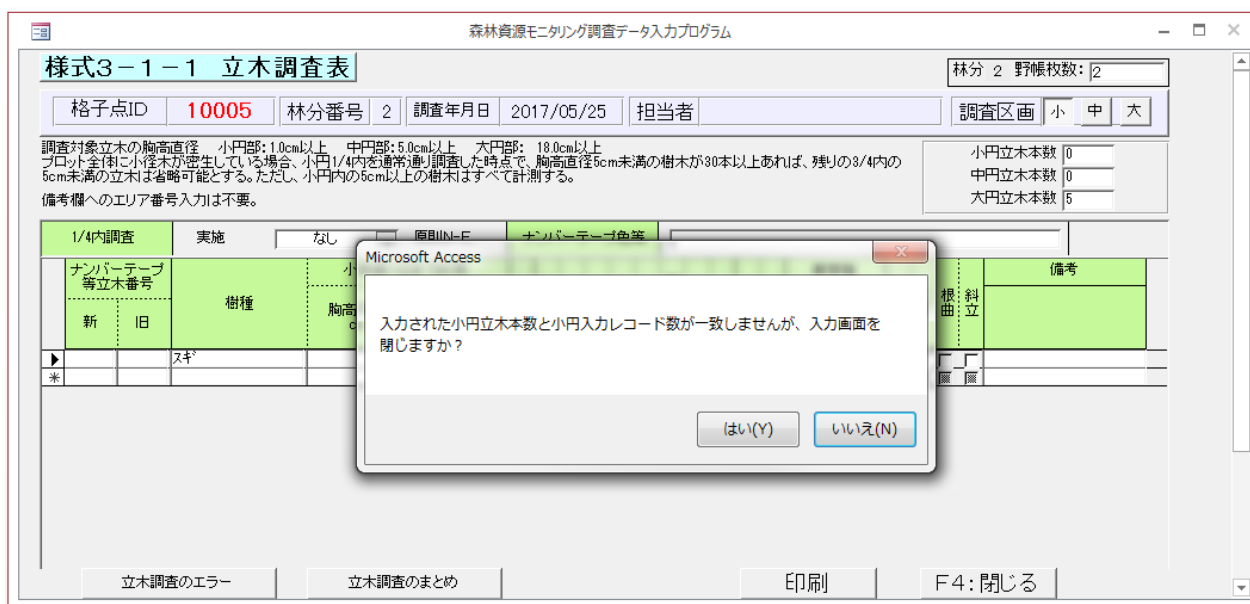 森林資源モニタリング調査データ入力プログラム
様式3－1－1 立木調査表
林分 2 野帳枚数: 2
格子点ID 10005 林分番号 2 調査年月日 2017/05/25 担当者 調査区画 小 中 大
調査対象立木の胸高直径 小円部:1.0cm以上 中円部:5.0cm以上 大円部: 18.0cm以上
プロット全体に小径木が密生している場合、小円1/4内を通常通り調査した時点で、胸高直径5cm未満の樹木が30本以上あれば、残りの3/4内の
5cm未満の立木は省略可能とする。ただし、小円内の5cm以上の樹木はすべて計測する。
備考欄へのエリア番号入力は不要。
小円立木本数 0
中円立木本数 0
大円立木本数 5
1/4内調査 実施 なし 原則N-E ナンバーテープ色等
ナンバーテープ
等立木番号
新 旧
樹種
小
胸高
根曲
斜立
備考
スギ
Microsoft Access
入力された小円立木本数と小円入力レコード数が一致しませんが、入力画面を
閉じますか？
はい(Y) いいえ(N)
立木調査のエラー 立木調査のまとめ 印刷 F4:閉じる